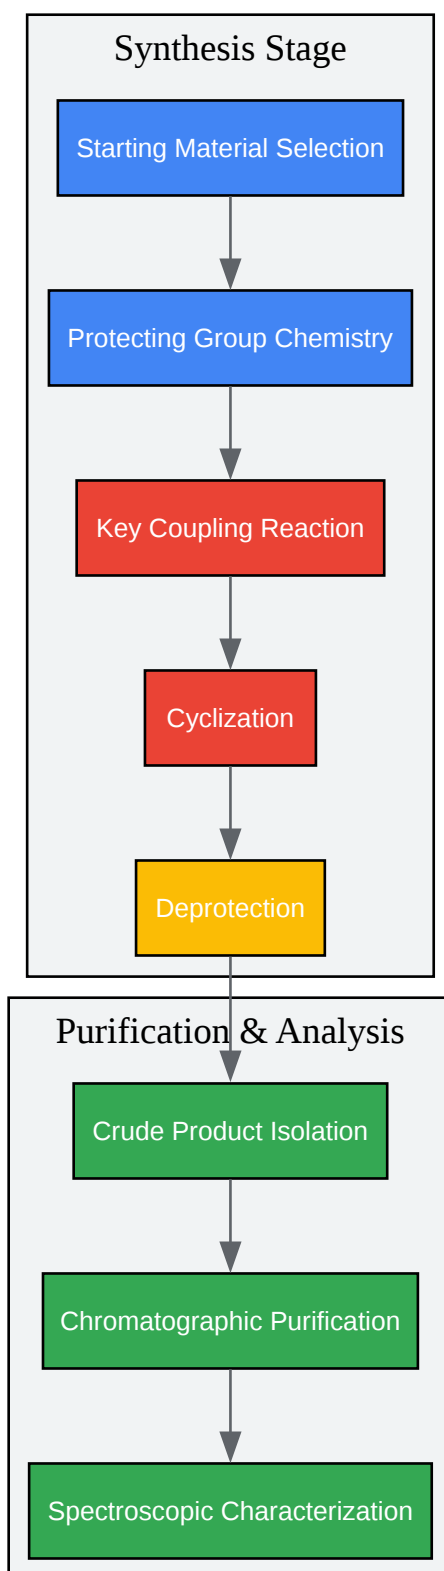 Synthesis Stage
Starting Material Selection
Protecting Group Chemistry
Key Coupling Reaction
Cyclization
Deprotection
Purification & Analysis
Crude Product Isolation
Chromatographic Purification
Spectroscopic Characterization